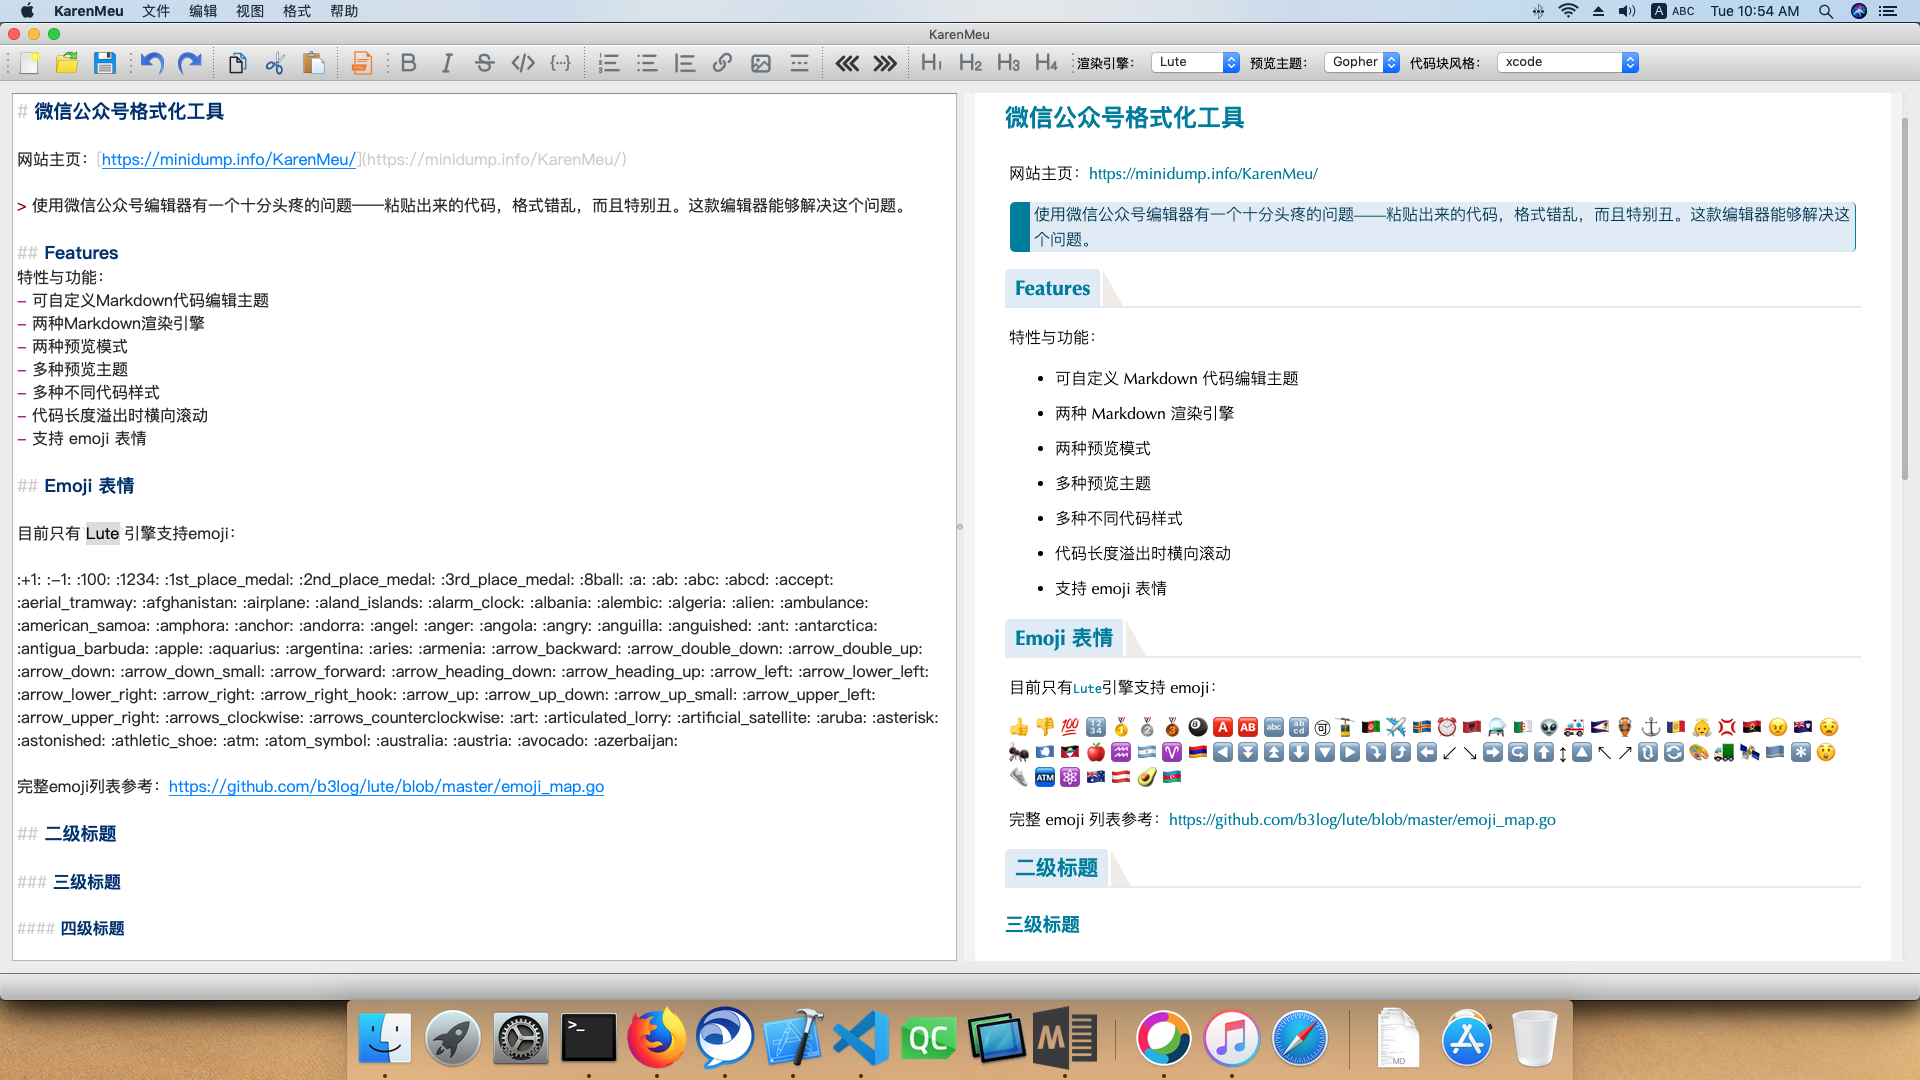 KarenMeu 文件 编辑 视图 格式 帮助 A ABC Tue 10:54 AM
KarenMeu
H1 H2 H3 H4 渲染引擎： Lute 预览主题： Gopher 代码块风格： xcode
# 微信公众号格式化工具
网站主页：[https://minidump.info/KarenMeu/](https://minidump.info/KarenMeu/)
> 使用微信公众号编辑器有一个十分头疼的问题——粘贴出来的代码，格式错乱，而且特别丑。这款编辑器能够解决这个问题。
## Features
特性与功能：
- 可自定义Markdown代码编辑主题
- 两种Markdown渲染引擎
- 两种预览模式
- 多种预览主题
- 多种不同代码样式
- 代码长度溢出时横向滚动
- 支持 emoji 表情
## Emoji 表情
目前只有 Lute 引擎支持emoji：
:+1: :-1: :100: :1234: :1st_place_medal: :2nd_place_medal: :3rd_place_medal: :8ball: :a: :ab: :abc: :abcd: :accept:
:aerial_tramway: :afghanistan: :airplane: :aland_islands: :alarm_clock: :albania: :alembic: :algeria: :alien: :ambulance:
:american_samoa: :amphora: :anchor: :andorra: :angel: :anger: :angola: :angry: :anguilla: :anguished: :ant: :antarctica:
:antigua_barbuda: :apple: :aquarius: :argentina: :aries: :armenia: :arrow_backward: :arrow_double_down: :arrow_double_up:
:arrow_down: :arrow_down_small: :arrow_forward: :arrow_heading_down: :arrow_heading_up: :arrow_left: :arrow_lower_left:
:arrow_lower_right: :arrow_right: :arrow_right_hook: :arrow_up: :arrow_up_down: :arrow_up_small: :arrow_upper_left:
:arrow_upper_right: :arrows_clockwise: :arrows_counterclockwise: :art: :articulated_lorry: :artificial_satellite: :aruba: :asterisk:
:astonished: :athletic_shoe: :atm: :atom_symbol: :australia: :austria: :avocado: :azerbaijan:
完整emoji列表参考：https://github.com/b3log/lute/blob/master/emoji_map.go
## 二级标题
### 三级标题
#### 四级标题
微信公众号格式化工具
网站主页：https://minidump.info/KarenMeu/
使用微信公众号编辑器有一个十分头疼的问题——粘贴出来的代码，格式错乱，而且特别丑。这款编辑器能够解决这
个问题。
Features
特性与功能：
• 可自定义 Markdown 代码编辑主题
• 两种 Markdown 渲染引擎
• 两种预览模式
• 多种预览主题
• 多种不同代码样式
• 代码长度溢出时横向滚动
• 支持 emoji 表情
Emoji 表情
目前只有Lute引擎支持 emoji：
完整 emoji 列表参考：https://github.com/b3log/lute/blob/master/emoji_map.go
二级标题
三级标题
>_ QC M MD